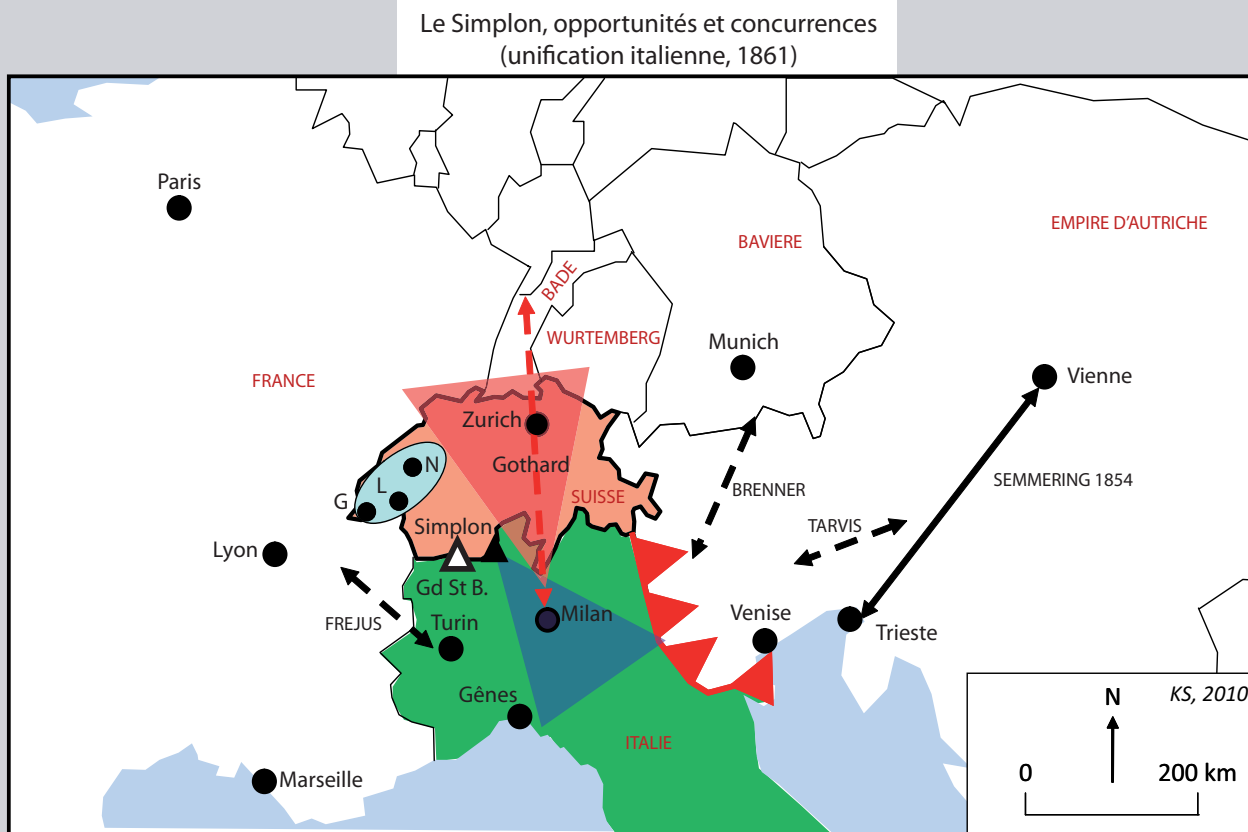 Le Simplon, opportunités et concurrences
(unification italienne, 1861)
Paris
EMPIRE D'AUTRICHE
BAVIERE
BADE
WURTEMBERG
Munich
FRANCE
Vienne
Zurich
N
Gothard
L
SUISSE
G
BRENNER
SEMMERING 1854
Simplon
TARVIS
Lyon
Gd St B.
FREJUS
Turin
Milan
Venise
Trieste
Gênes
ITALIE
Marseille
KS, 2010
N
0
200 km